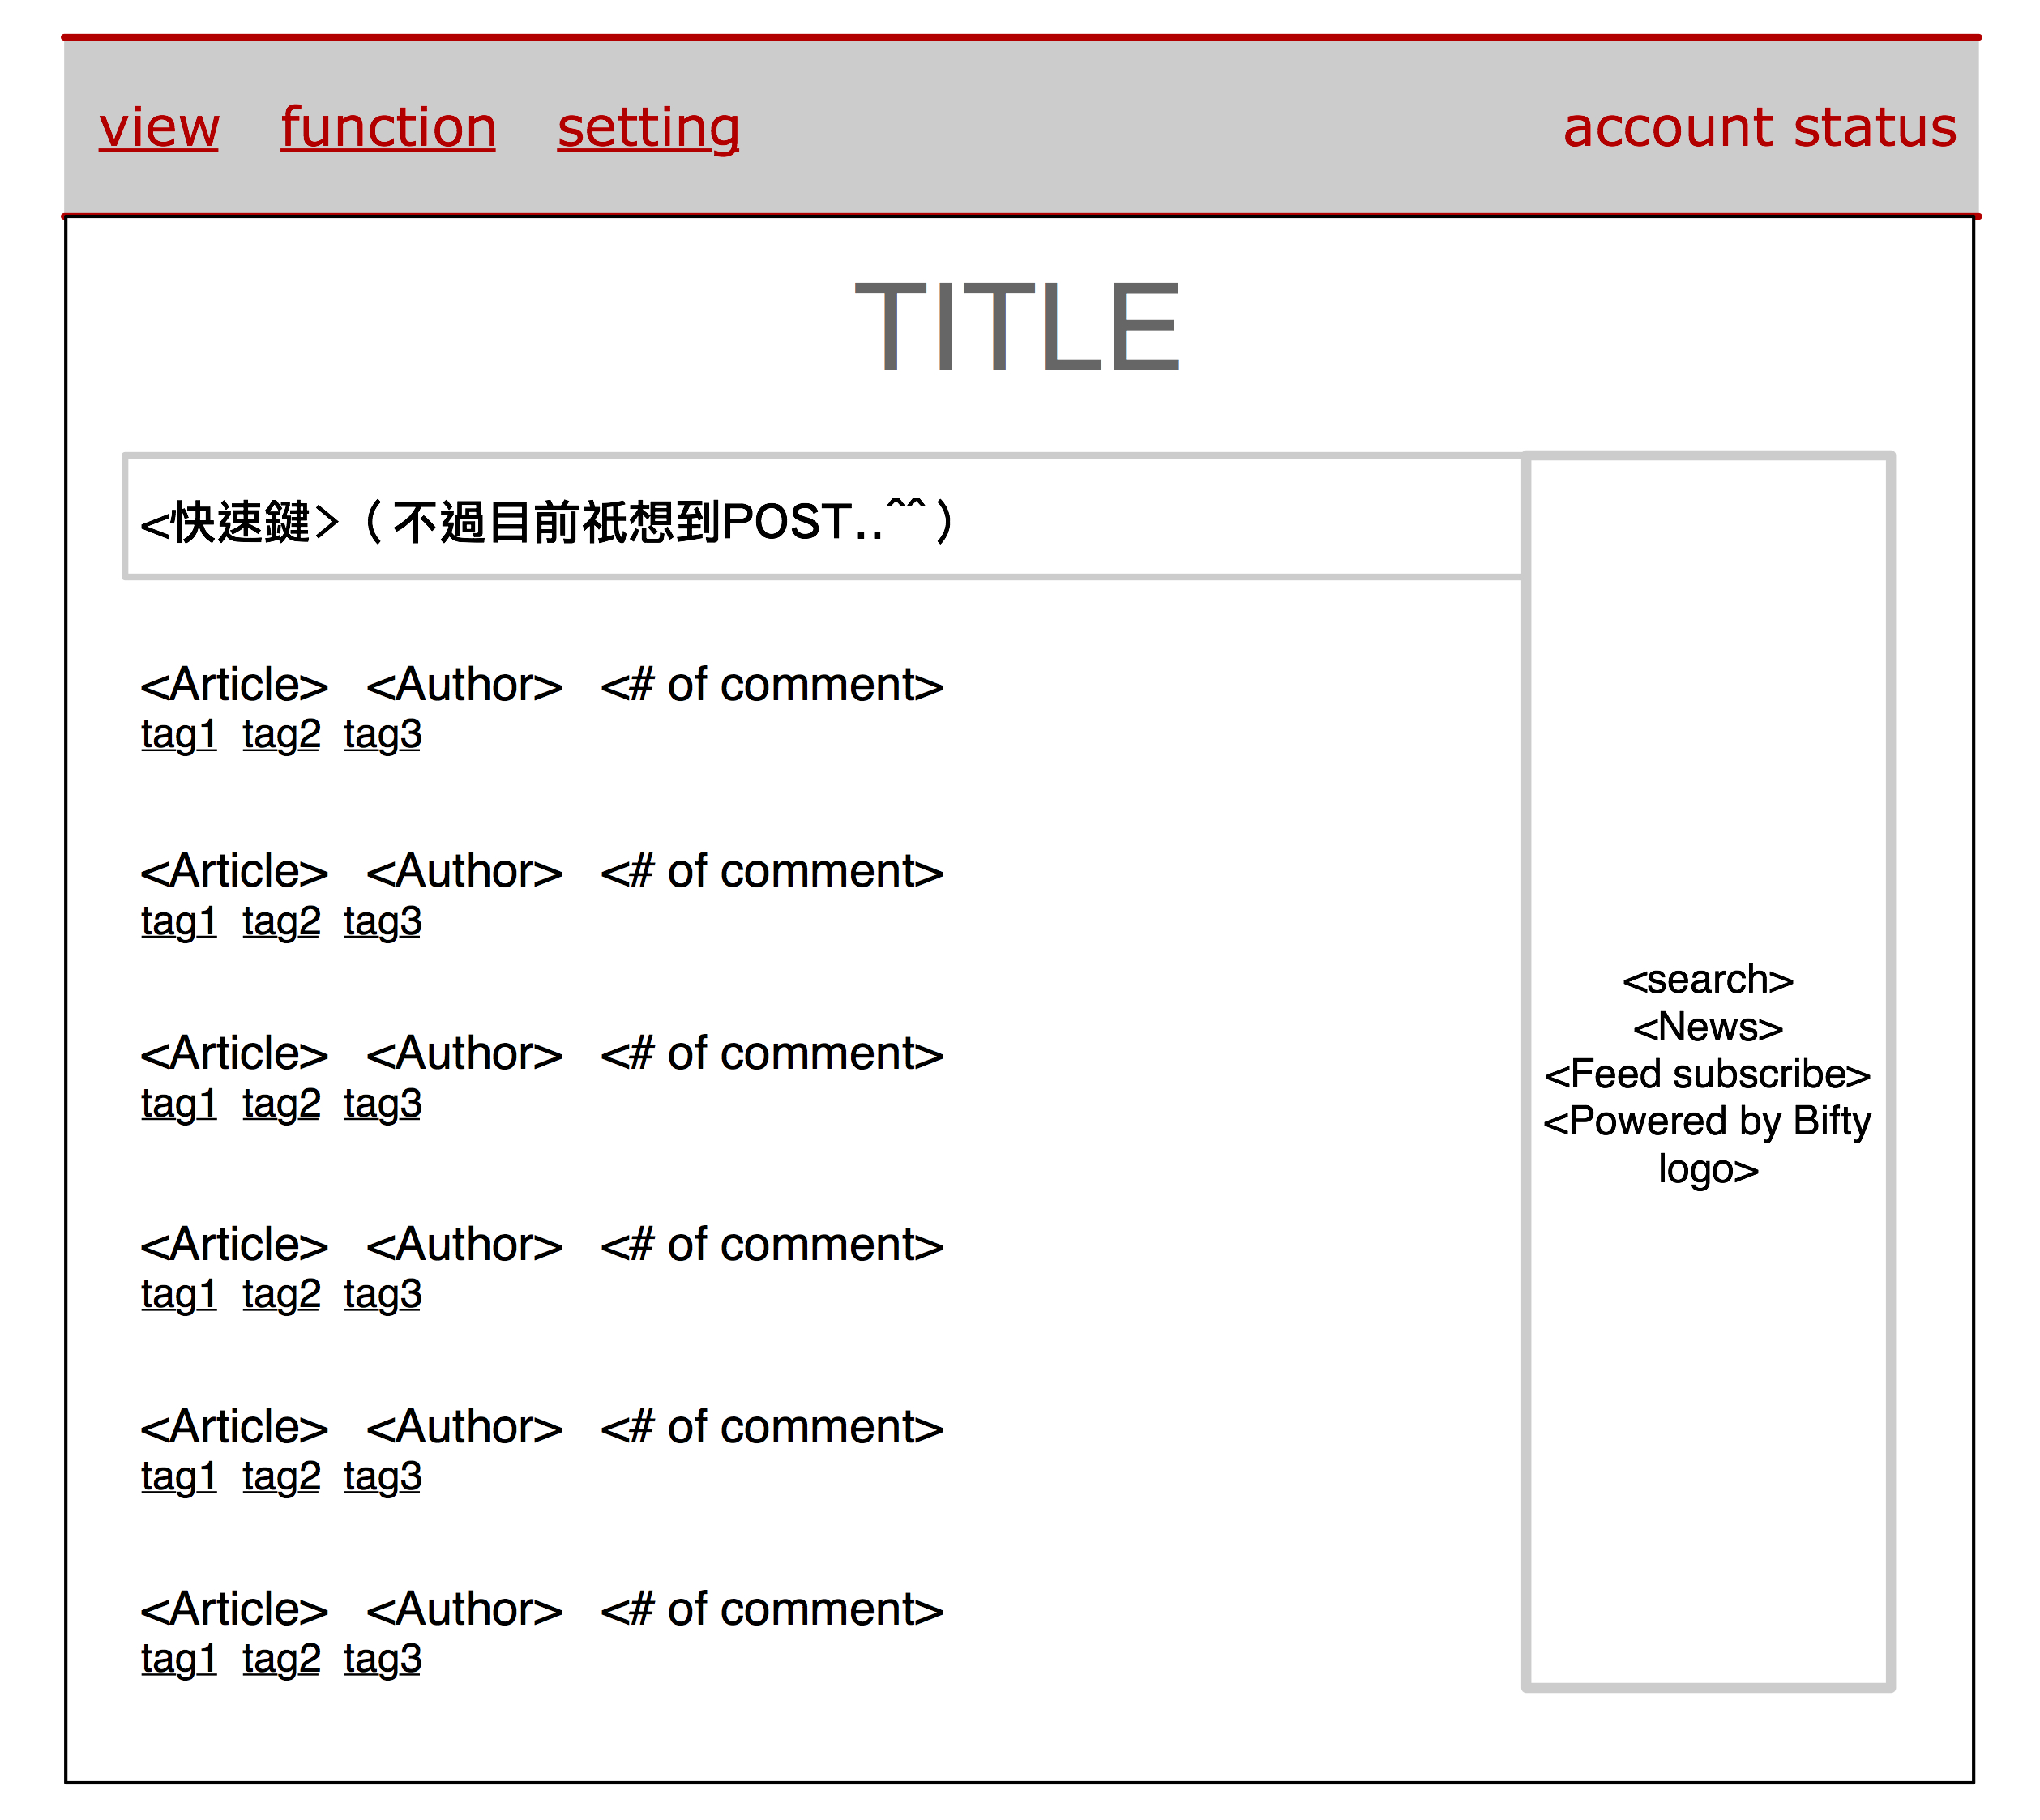 view function setting account status
TITLE
<快速鍵>（不過目前祇想到POST..^^）
<Article> <Author> <# of comment>
tag1 tag2 tag3
<Article> <Author> <# of comment>
tag1 tag2 tag3
<Article> <Author> <# of comment>
tag1 tag2 tag3
<Article> <Author> <# of comment>
tag1 tag2 tag3
<Article> <Author> <# of comment>
tag1 tag2 tag3
<Article> <Author> <# of comment>
tag1 tag2 tag3
<search>
<News>
<Feed subscribe>
<Powered by Bifty
logo>